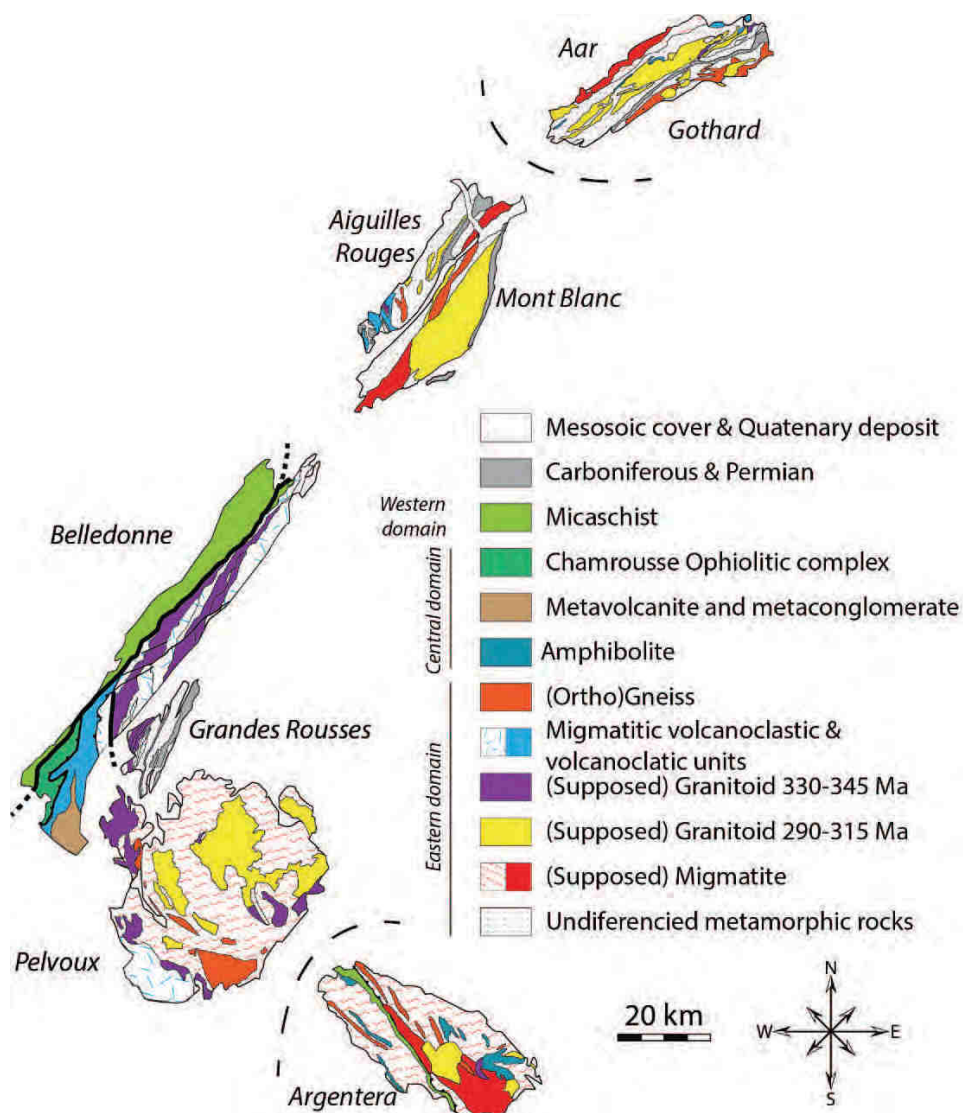 Aar
Gothard
Aiguilles
Rouges
Mont Blanc
Belledonne
Grandes Rousses
Pelvoux
Argentera
Mesosoic cover & Quaternary deposit
Carboniferous & Permian
Western
domain
Micaschist
Central domain
Chamrousse Ophiolitic complex
Metavolcanite and metaconglomerate
Amphibolite
Eastern domain
(Ortho)Gneiss
Migmatitic volcanoclastic &
volcanoclatic units
(Supposed) Granitoid 330-345 Ma
(Supposed) Granitoid 290-315 Ma
(Supposed) Migmatite
Undiferencied metamorphic rocks
20 km
N
W
E
S